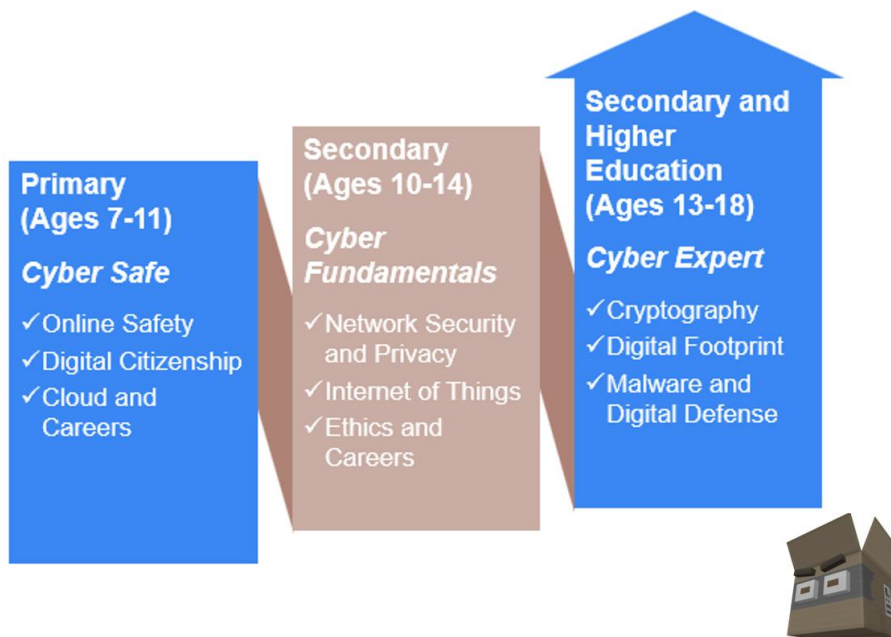 Primary
(Ages 7-11)
Cyber Safe
✓Online Safety
✓Digital Citizenship
✓Cloud and
Careers
Secondary
(Ages 10-14)
Cyber
Fundamentals
✓Network Security
and Privacy
✓Internet of Things
✓Ethics and
Careers
Secondary and
Higher
Education
(Ages 13-18)
Cyber Expert
✓Cryptography
✓Digital Footprint
✓Malware and
Digital Defense